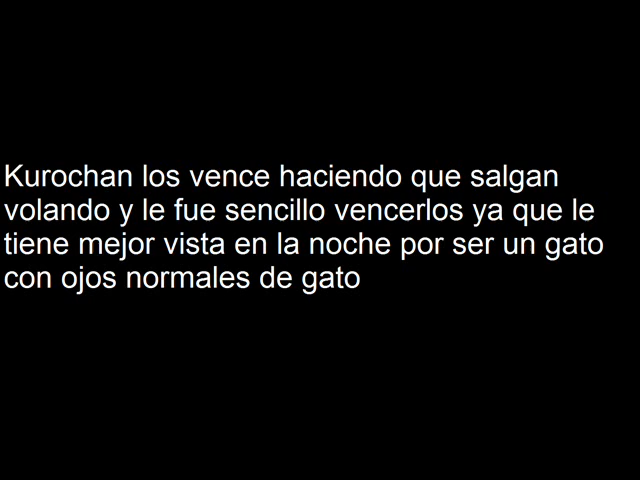 Kurochan los vence haciendo que salgan
volando y le fue sencillo vencerlos ya que le
tiene mejor vista en la noche por ser un gato
con ojos normales de gato